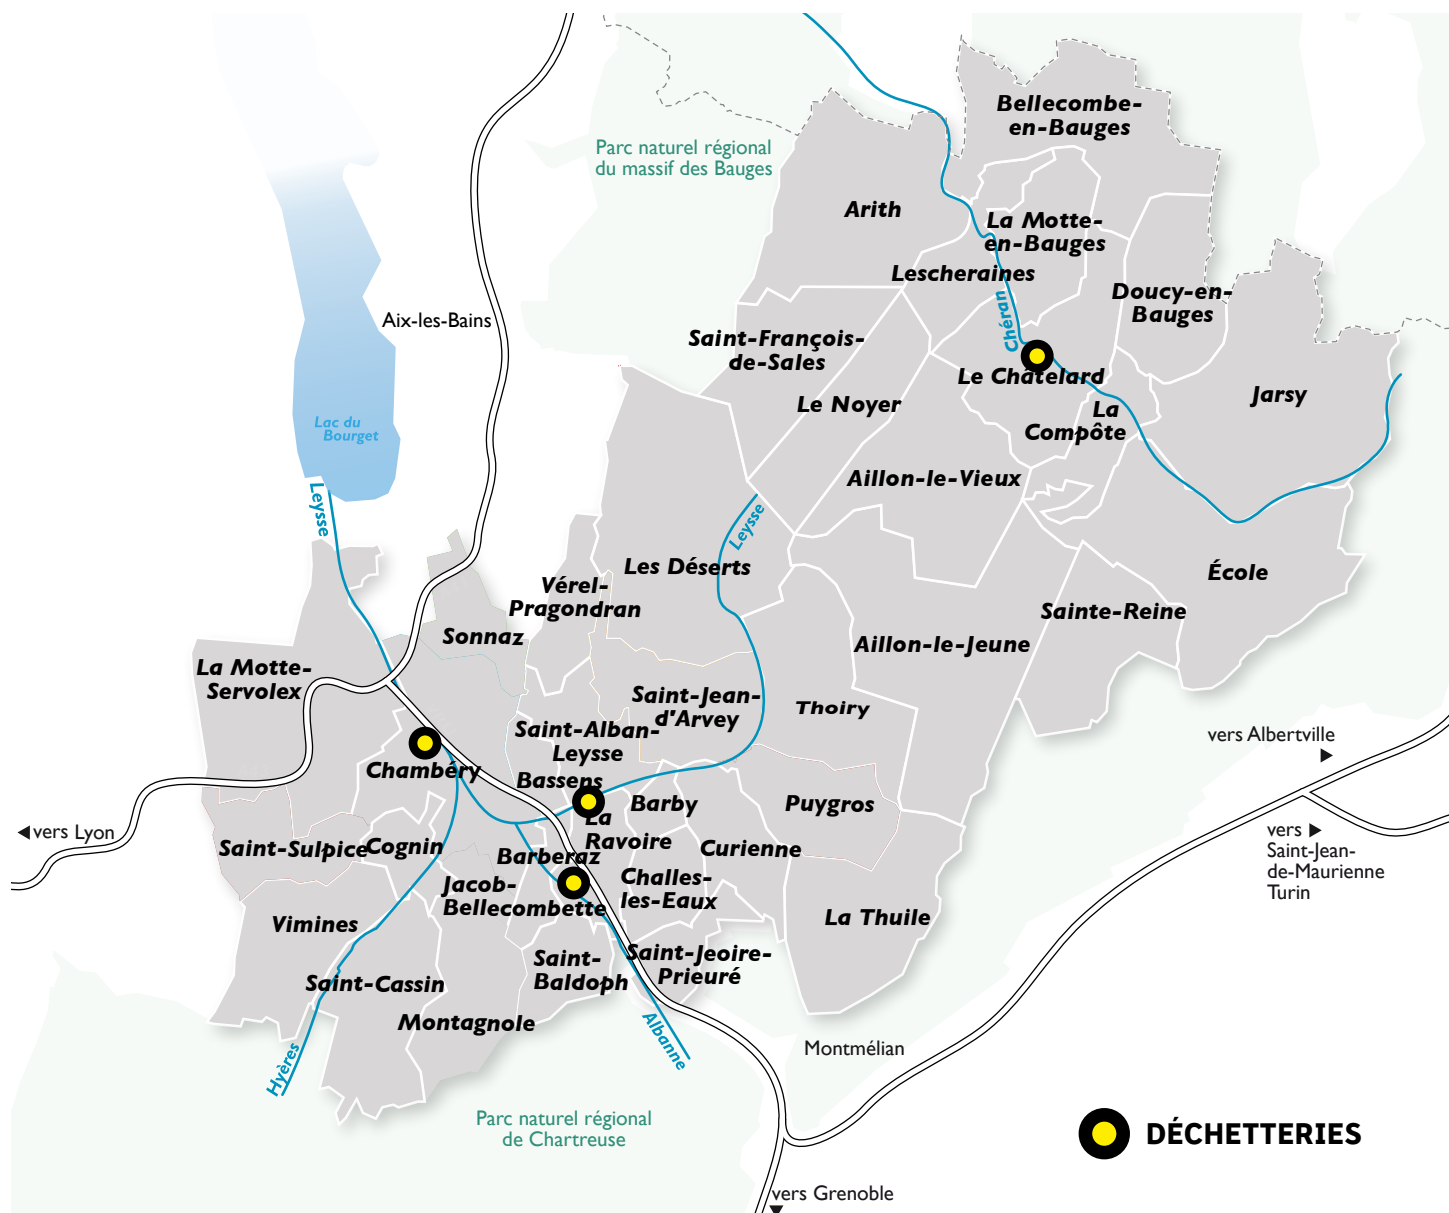 Bellecombe-
en-Bauges
Parc naturel régional
du massif des Bauges
Arith
La Motte-
en-Bauges
Lescheraines
Doucy-en-
Bauges
Chéran
Aix-les-Bains
Saint-François-
de-Sales
Le Châtelard
Jarsy
Le Noyer
La
Compôte
Lac du
Bourget
Aillon-le-Vieux
Leysse
Leysse
Les Déserts
École
Vérel-
Pragondran
Sainte-Reine
Sonnaz
Aillon-le-Jeune
La Motte-
Servolex
Saint-Jean-
d'Arvey
Thoiry
Saint-Alban-
Leysse
vers Albertville
Chambéry
Bassens
Barby
Puygros
vers Lyon
La
Ravoire
vers
Saint-Jean-
de-Maurienne
Turin
Saint-Sulpice
Cognin
Barberaz
Curienne
Jacob-
Bellecombette
Challes-
les-Eaux
Vimines
La Thuile
Saint-
Baldoph
Saint-Jeoire-
Prieuré
Saint-Cassin
Montagnole
Albanne
Hyères
Montmélian
Parc naturel régional
de Chartreuse
DÉCHETTERIES
vers Grenoble